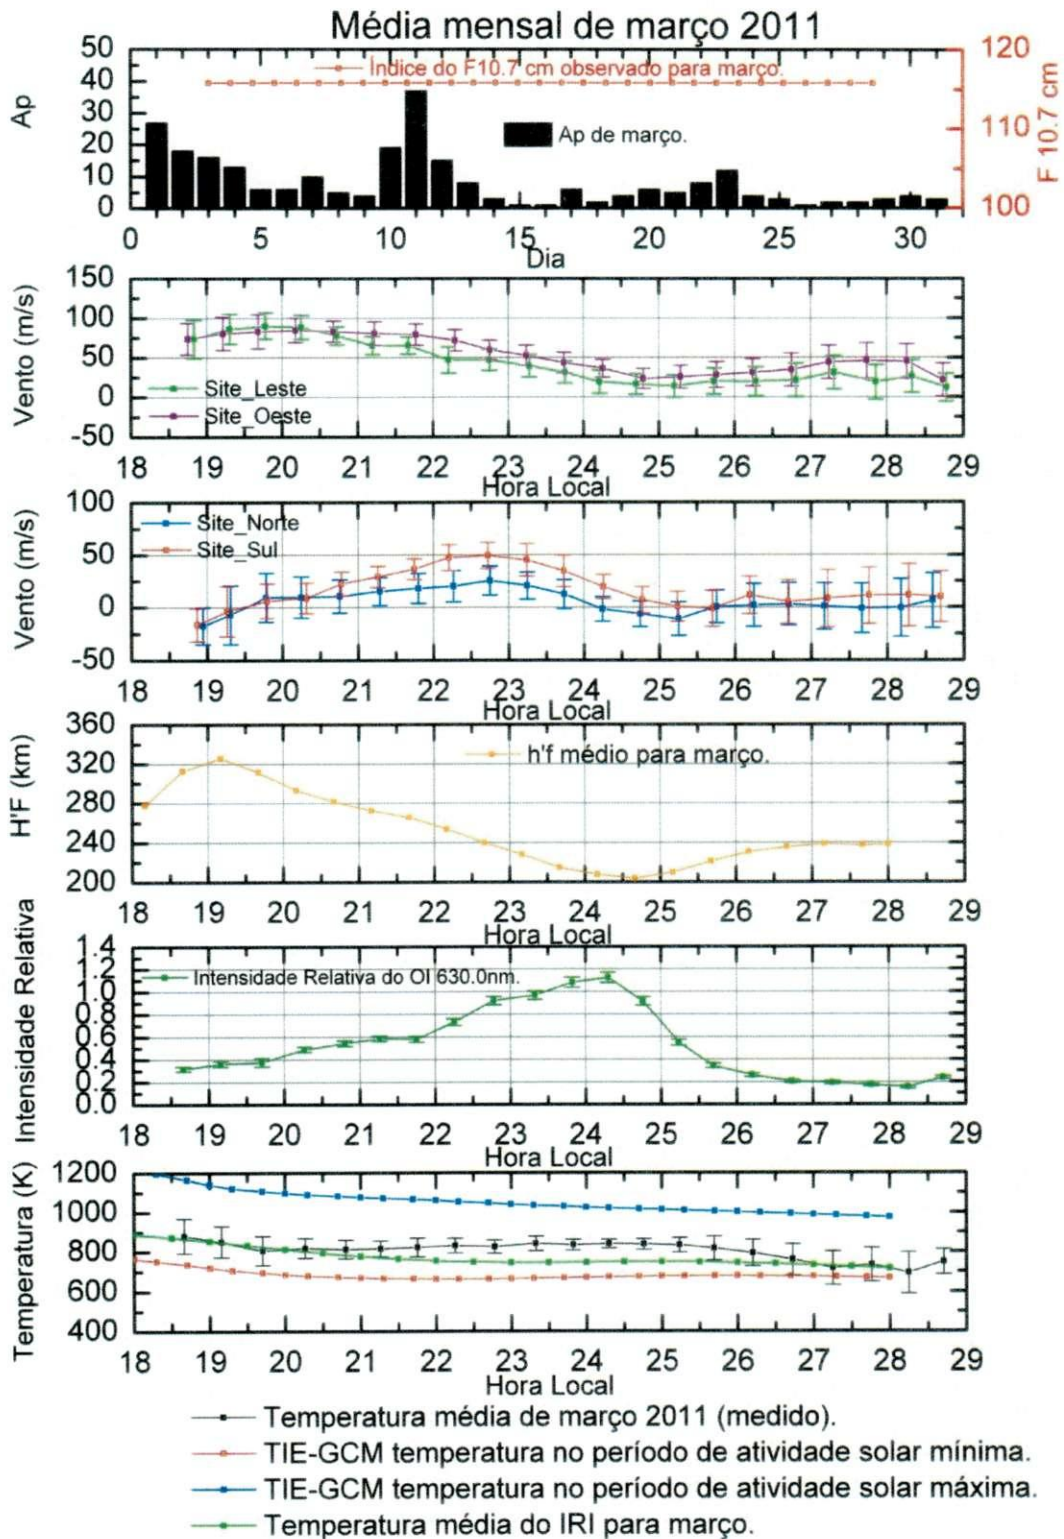 Média mensal de março 2011
50 120
Índice do F10.7 cm observado para março.
40
30 110
Ap de março.
20
10
0 100
Ap
F 10.7 cm
0 5 10 15 20 25 30
Dia
150
100
50
0
-50
Vento (m/s)
Site_Leste
Site_Oeste
18 19 20 21 22 23 24 25 26 27 28 29
Hora Local
100
50
0
-50
Vento (m/s)
Site_Norte
Site_Sul
18 19 20 21 22 23 24 25 26 27 28 29
Hora Local
360
320
280
240
200
H'F (km)
h'f médio para março.
18 19 20 21 22 23 24 25 26 27 28 29
Hora Local
1.4
1.2
1.0
0.8
0.6
0.4
0.2
0.0
Intensidade Relativa
Intensidade Relativa do OI 630.0nm.
18 19 20 21 22 23 24 25 26 27 28 29
Hora Local
1200
1000
800
600
400
Temperatura (K)
18 19 20 21 22 23 24 25 26 27 28 29
Hora Local
Temperatura média de março 2011 (medido).
TIE-GCM temperatura no período de atividade solar mínima.
TIE-GCM temperatura no período de atividade solar máxima.
Temperatura média do IRI para março.